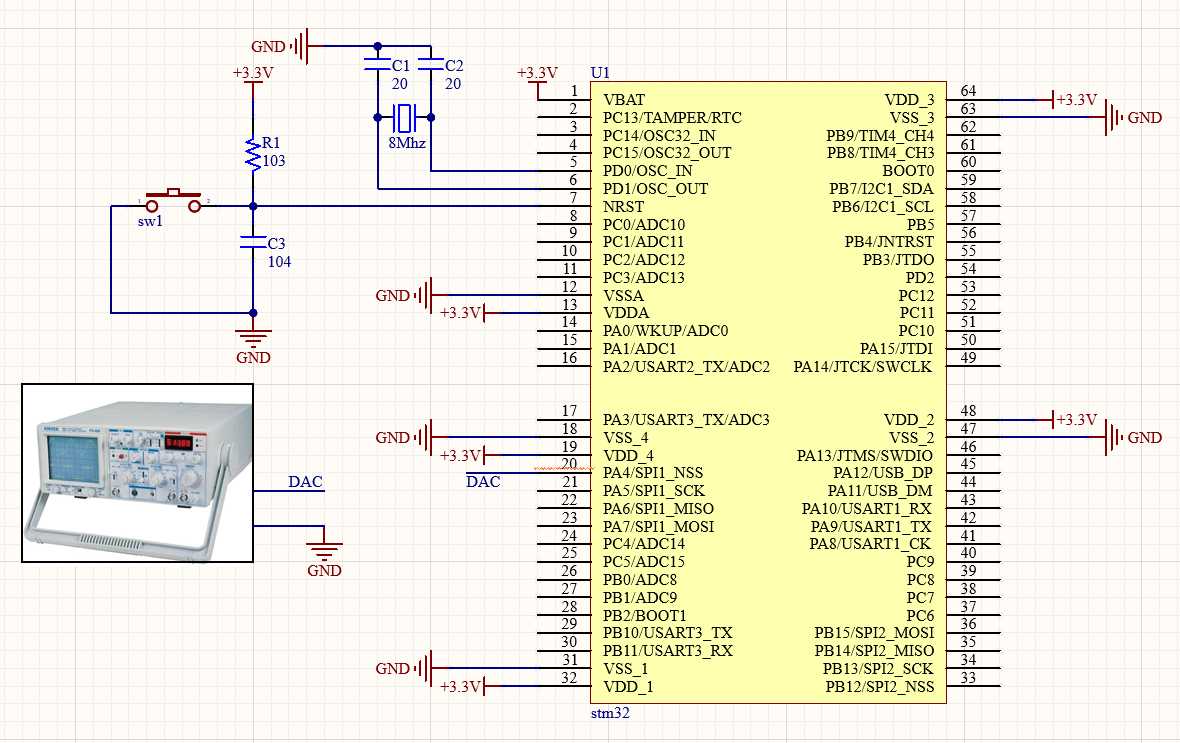 GND
+3.3V
C1
20
C2
20
8Mhz
R1
103
sw1
1
2
C3
104
GND
DAC
GND
+3.3V
U1
1 VBAT
2 PC13/TAMPER/RTC
3 PC14/OSC32_IN
4 PC15/OSC32_OUT
5 PD0/OSC_IN
6 PD1/OSC_OUT
7 NRST
8 PC0/ADC10
9 PC1/ADC11
10 PC2/ADC12
11 PC3/ADC13
GND 12 VSSA
+3.3V 13 VDDA
14 PA0/WKUP/ADC0
15 PA1/ADC1
16 PA2/USART2_TX/ADC2
17 PA3/USART3_TX/ADC3
GND 18 VSS_4
+3.3V 19 VDD_4
DAC 20 PA4/SPI1_NSS
21 PA5/SPI1_SCK
22 PA6/SPI1_MISO
23 PA7/SPI1_MOSI
24 PC4/ADC14
25 PC5/ADC15
26 PB0/ADC8
27 PB1/ADC9
28 PB2/BOOT1
29 PB10/USART3_TX
30 PB11/USART3_RX
GND 31 VSS_1
+3.3V 32 VDD_1
VDD_3 64 +3.3V
VSS_3 63 GND
PB9/TIM4_CH4 62
PB8/TIM4_CH3 61
BOOT0 60
PB7/I2C1_SDA 59
PB6/I2C1_SCL 58
PB5 57
PB4/JNTRST 56
PB3/JTDO 55
PD2 54
PC12 53
PC11 52
PC10 51
PA15/JTDI 50
PA14/JTCK/SWCLK 49
VDD_2 48 +3.3V
VSS_2 47 GND
PA13/JTMS/SWDIO 46
PA12/USB_DP 45
PA11/USB_DM 44
PA10/USART1_RX 43
PA9/USART1_TX 42
PA8/USART1_CK 41
PC9 40
PC8 39
PC7 38
PC6 37
PB15/SPI2_MOSI 36
PB14/SPI2_MISO 35
PB13/SPI2_SCK 34
PB12/SPI2_NSS 33
stm32